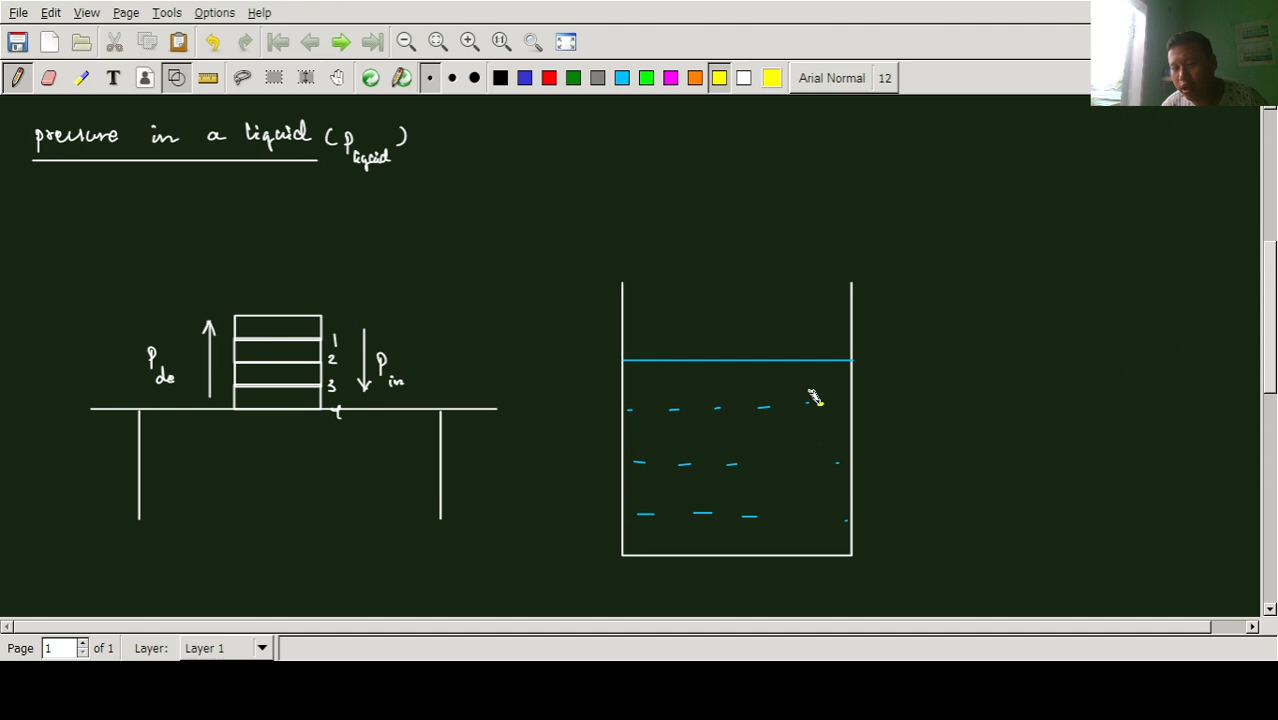 File Edit View Page Tools Options Help
Arial Normal 12
pressure in a liquid (P liquid)
1
2
3
4
P de
P in
Page 1 of 1 Layer: Layer 1